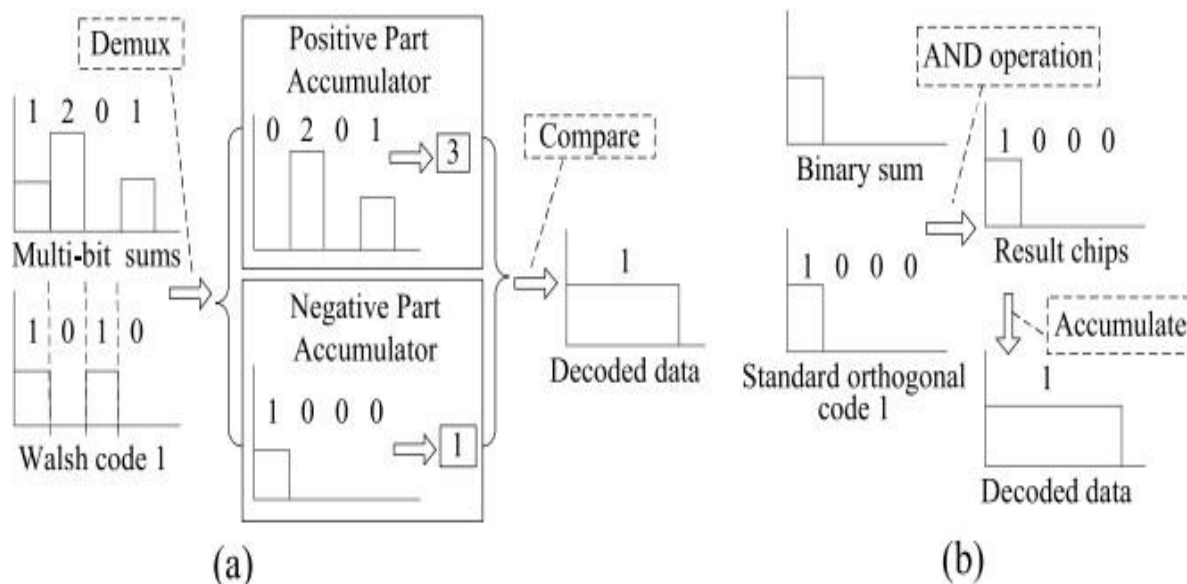 Demux
1 2 0 1
Multi-bit sums
1 0 1 0
Walsh code 1
Positive Part
Accumulator
0 2 0 1
3
Negative Part
Accumulator
1 0 0 0
1
Compare
1
Decoded data
(a)
Binary sum
AND operation
1 0 0 0
Standard orthogonal
code 1
1 0 0 0
Result chips
Accumulate
1
Decoded data
(b)